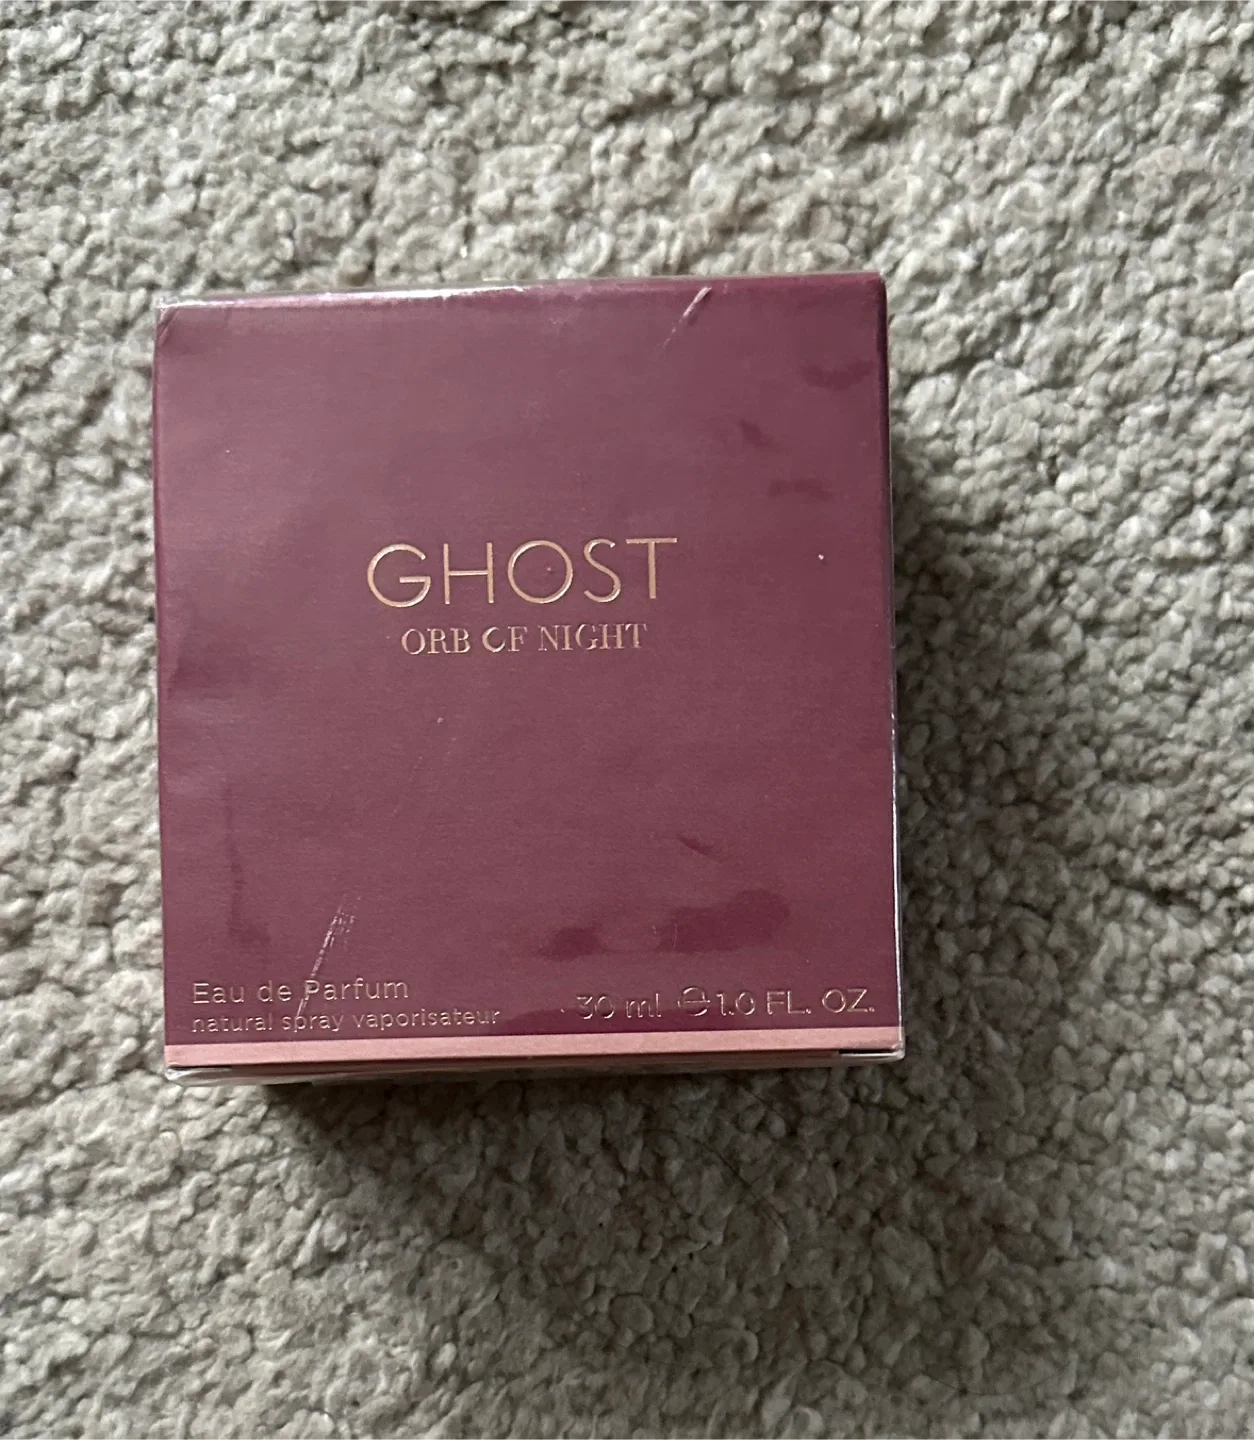 GHOST
ORB OF NIGHT
Eau de Parfum
natural spray vaporisateur
30 ml ℮ 1.0 FL. OZ.